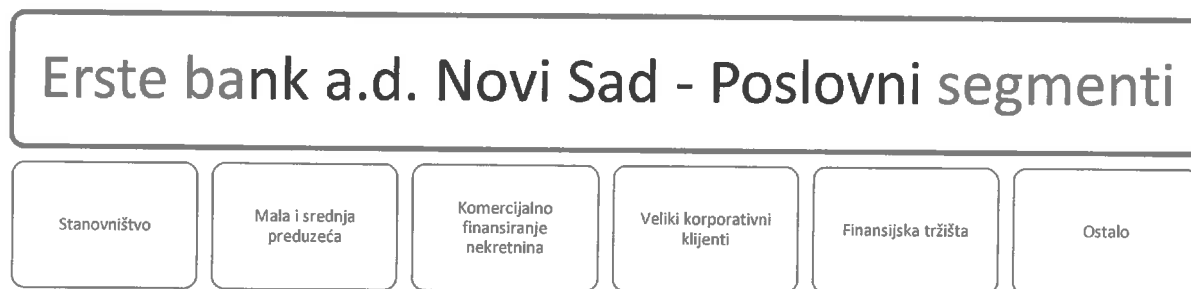 Erste bank a.d. Novi Sad - Poslovni segmenti
Stanovništvo
Mala i srednja
preduzeća
Komercijalno
finansiranje
nekretnina
Veliki korporativni
klijenti
Finansijska tržišta
Ostalo